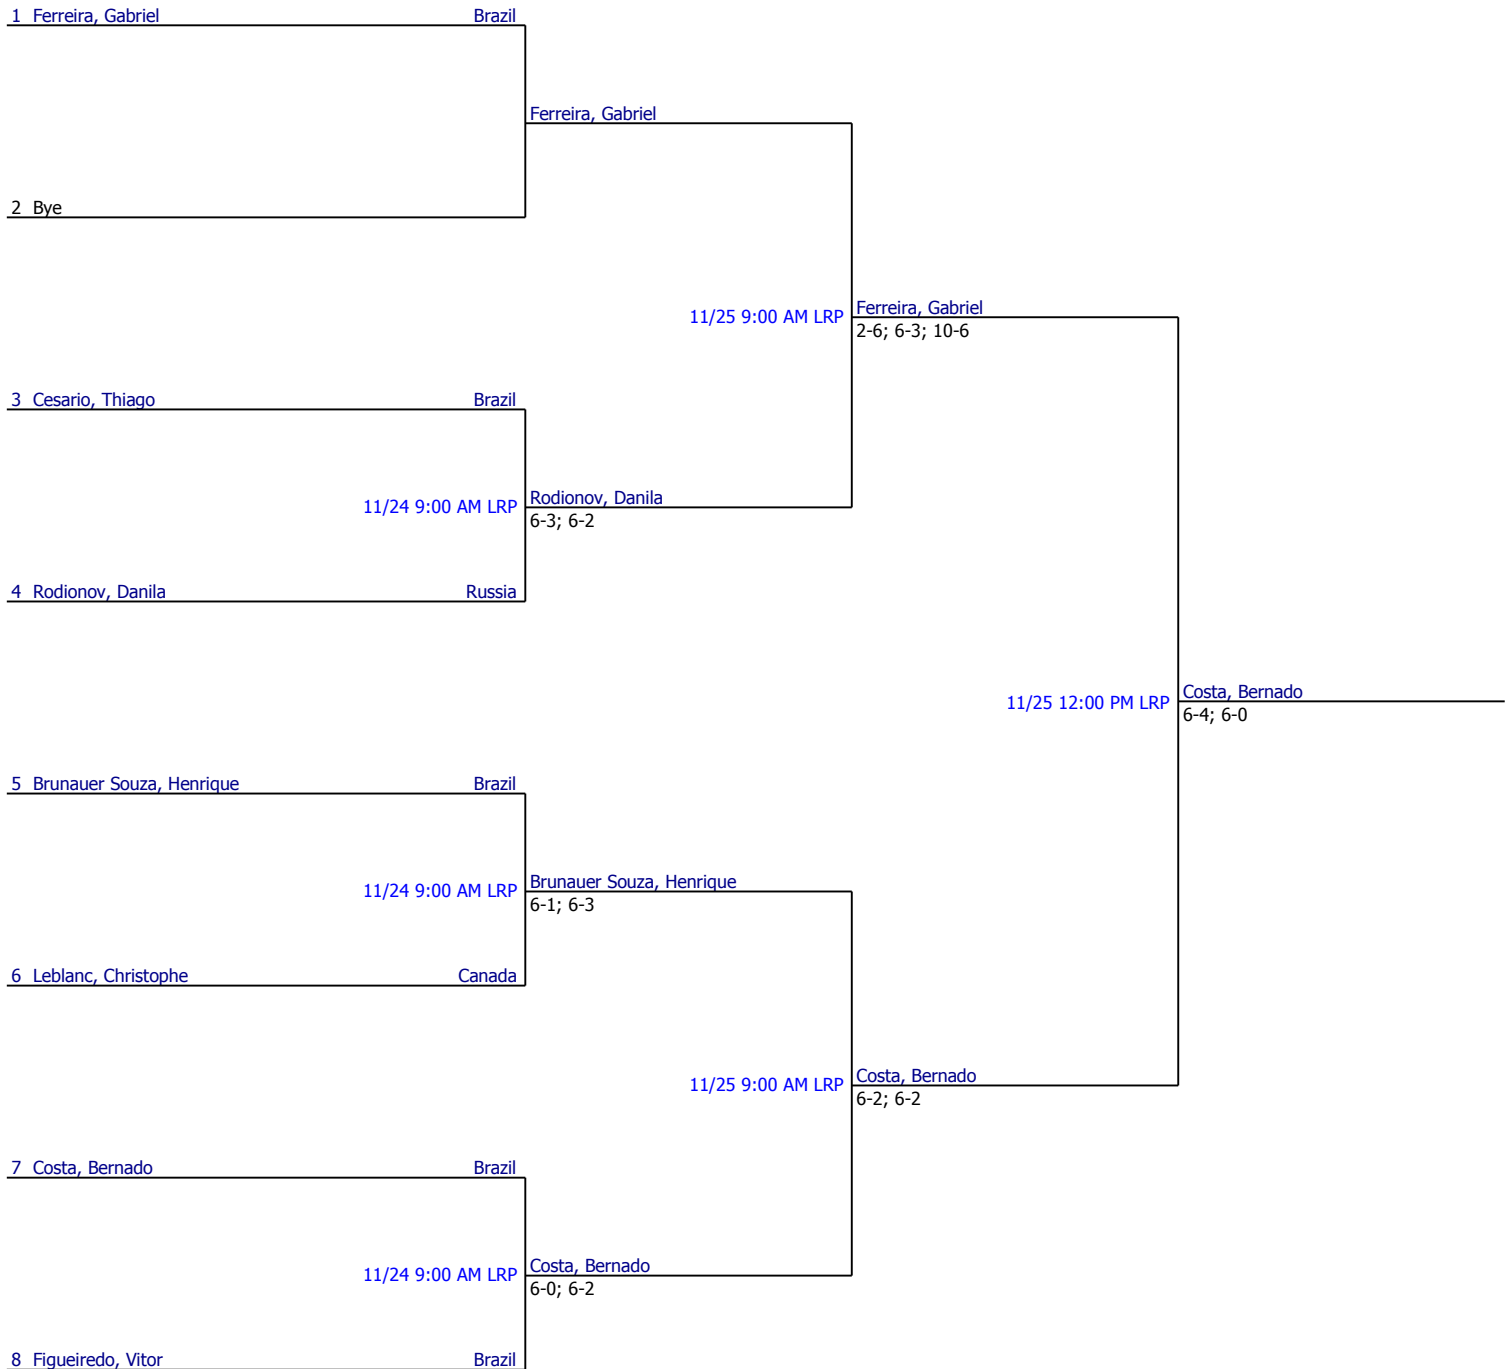 1 Ferreira, Gabriel Brazil
Ferreira, Gabriel
2 Bye
11/25 9:00 AM LRP Ferreira, Gabriel
2-6; 6-3; 10-6
3 Cesario, Thiago Brazil
11/24 9:00 AM LRP Rodionov, Danila
6-3; 6-2
4 Rodionov, Danila Russia
11/25 12:00 PM LRP Costa, Bernado
6-4; 6-0
5 Brunauer Souza, Henrique Brazil
11/24 9:00 AM LRP Brunauer Souza, Henrique
6-1; 6-3
6 Leblanc, Christophe Canada
11/25 9:00 AM LRP Costa, Bernado
6-2; 6-2
7 Costa, Bernado Brazil
11/24 9:00 AM LRP Costa, Bernado
6-0; 6-2
8 Figueiredo, Vitor Brazil